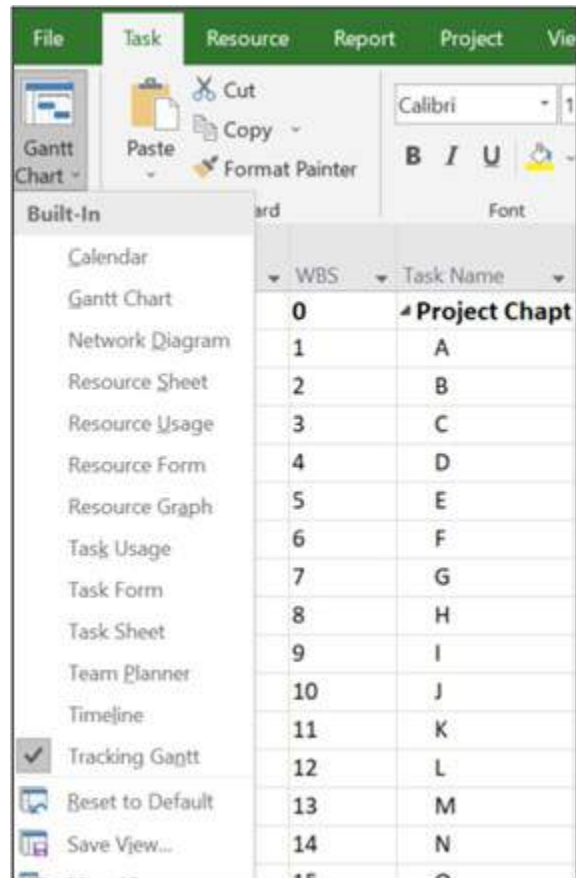 File Task Resource Report Project Vie
Cut
Calibri 1
Copy
Gantt Chart
Paste
Format Painter
B I U
ard Font
Built-In
Calendar
Gantt Chart
Network Diagram
Resource Sheet
Resource Usage
Resource Form
Resource Graph
Task Usage
Task Form
Task Sheet
Team Planner
Timeline
Tracking Gantt
Reset to Default
Save View...
WBS Task Name
0 Project Chapt
1 A
2 B
3 C
4 D
5 E
6 F
7 G
8 H
9 I
10 J
11 K
12 L
13 M
14 N